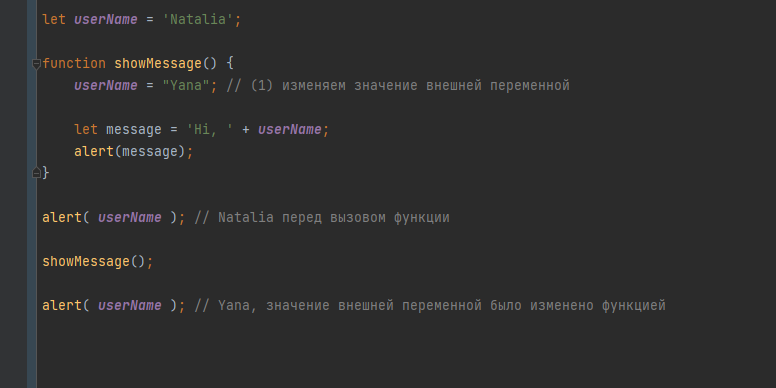 let userName = 'Natalia';
function showMessage() {
userName = "Yana"; // (1) изменяем значение внешней переменной
let message = 'Hi, ' + userName;
alert(message);
}
alert( userName ); // Natalia перед вызовом функции
showMessage();
alert( userName ); // Yana, значение внешней переменной было изменено функцией